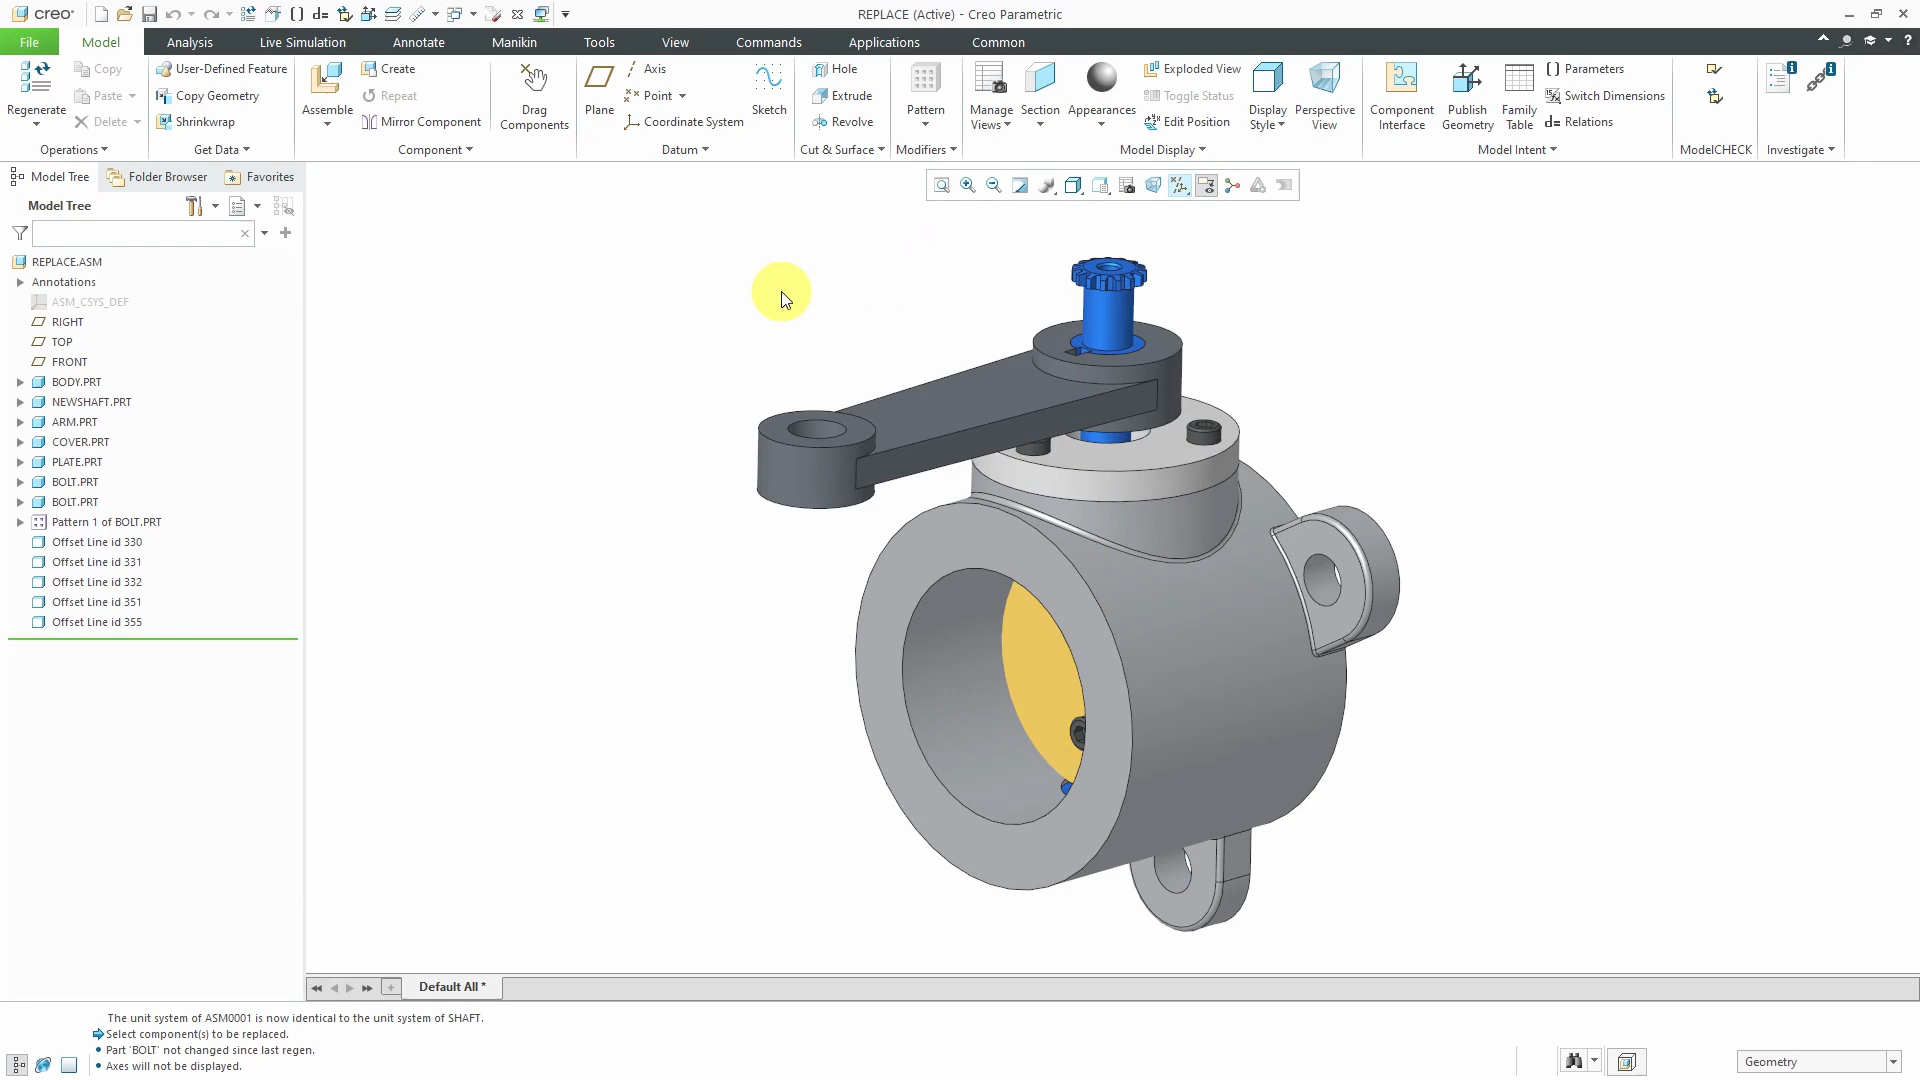 creo
REPLACE (Active) - Creo Parametric
File
Model
Analysis
Live Simulation
Annotate
Manikin
Tools
View
Commands
Applications
Common
Regenerate
Copy
Paste
Delete
Operations
User-Defined Feature
Copy Geometry
Shrinkwrap
Get Data
Assemble
Create
Repeat
Mirror Component
Component
Drag Components
Plane
Axis
Point
Coordinate System
Sketch
Datum
Hole
Extrude
Revolve
Cut & Surface
Pattern
Modifiers
Manage Views
Section
Appearances
Exploded View
Toggle Status
Edit Position
Display Style
Perspective View
Model Display
Component Interface
Publish Geometry
Family Table
Parameters
Switch Dimensions
d= Relations
Model Intent
ModelCHECK
Investigate
Model Tree
Folder Browser
Favorites
Model Tree
REPLACE.ASM
Annotations
ASM_CSYS_DEF
RIGHT
TOP
FRONT
BODY.PRT
NEWSHAFT.PRT
ARM.PRT
COVER.PRT
PLATE.PRT
BOLT.PRT
BOLT.PRT
Pattern 1 of BOLT.PRT
Offset Line id 330
Offset Line id 331
Offset Line id 332
Offset Line id 351
Offset Line id 355
Default All *
The unit system of ASM0001 is now identical to the unit system of SHAFT.
Select component(s) to be replaced.
Part 'BOLT' not changed since last regen.
Axes will not be displayed.
Geometry